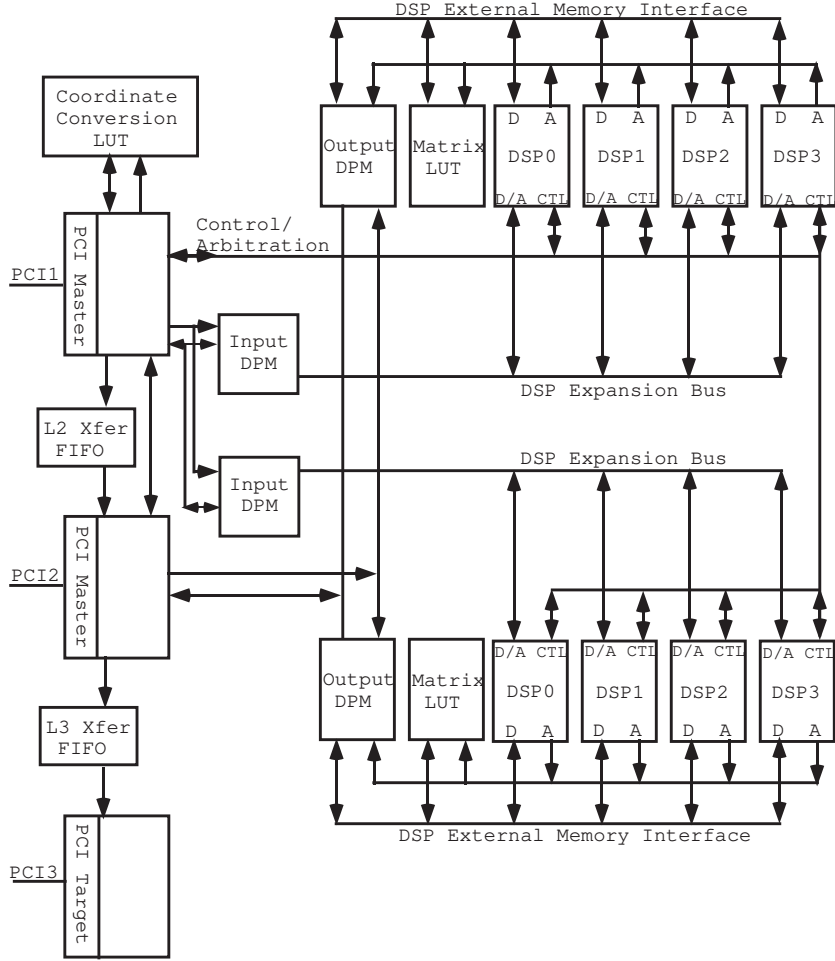 DSP External Memory Interface
Coordinate
Conversion
LUT
Output
DPM
Matrix
LUT
D A
DSP0
D/A CTL
D A
DSP1
D/A CTL
D A
DSP2
D/A CTL
D A
DSP3
D/A CTL
PCI Master
PCI1
Control/
Arbitration
Input
DPM
DSP Expansion Bus
L2 Xfer
FIFO
DSP Expansion Bus
Input
DPM
PCI Master
PCI2
Output
DPM
Matrix
LUT
D/A CTL
DSP0
D A
D/A CTL
DSP1
D A
D/A CTL
DSP2
D A
D/A CTL
DSP3
D A
L3 Xfer
FIFO
DSP External Memory Interface
PCI Target
PCI3